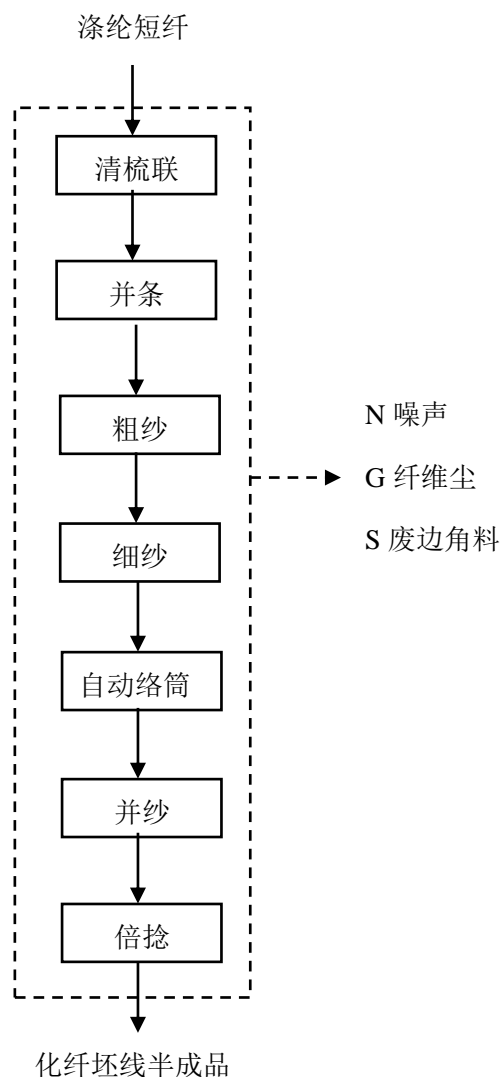 涤纶短纤
清梳联
并条
粗纱
N 噪声
G 纤维尘
S 废边角料
细纱
自动络筒
并纱
倍捻
化纤坯线半成品